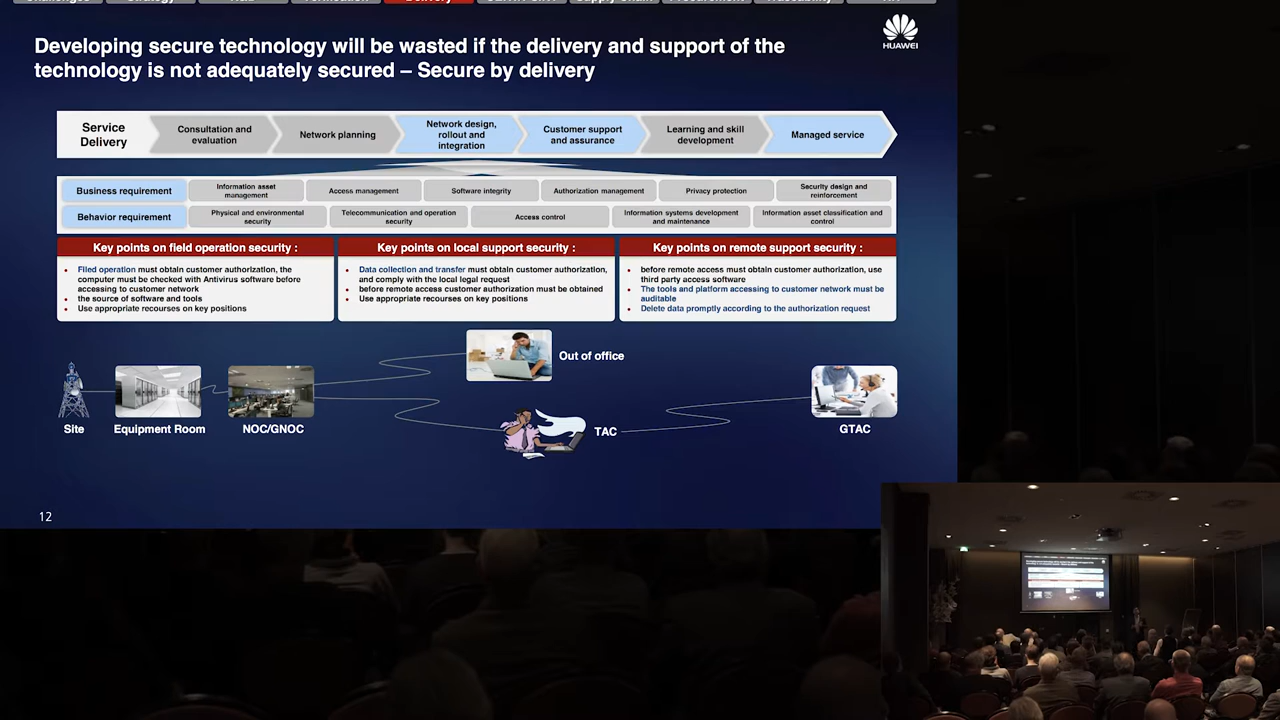 Delivery
HUAWEI
Developing secure technology will be wasted if the delivery and support of the
technology is not adequately secured – Secure by delivery
Service
Delivery
Consultation and
evaluation
Network planning
Network design,
rollout and
integration
Customer support
and assurance
Learning and skill
development
Managed service
Business requirement
Information asset
management
Access management
Software integrity
Authorization management
Privacy protection
Security design and
reinforcement
Behavior requirement
Physical and environmental
security
Telecommunication and operation
security
Access control
Information systems development
and maintenance
Information asset classification and
control
Key points on field operation security :
• Filed operation must obtain customer authorization, the
computer must be checked with Antivirus software before
accessing to customer network
• the source of software and tools
• Use appropriate recourses on key positions
Key points on local support security :
• Data collection and transfer must obtain customer authorization,
and comply with the local legal request
• before remote access customer authorization must be obtained
• Use appropriate recourses on key positions
Key points on remote support security :
• before remote access must obtain customer authorization, use
third party access software
• The tools and platform accessing to customer network must be
auditable
• Delete data promptly according to the authorization request
Out of office
Site
Equipment Room
NOC/GNOC
TAC
GTAC
12